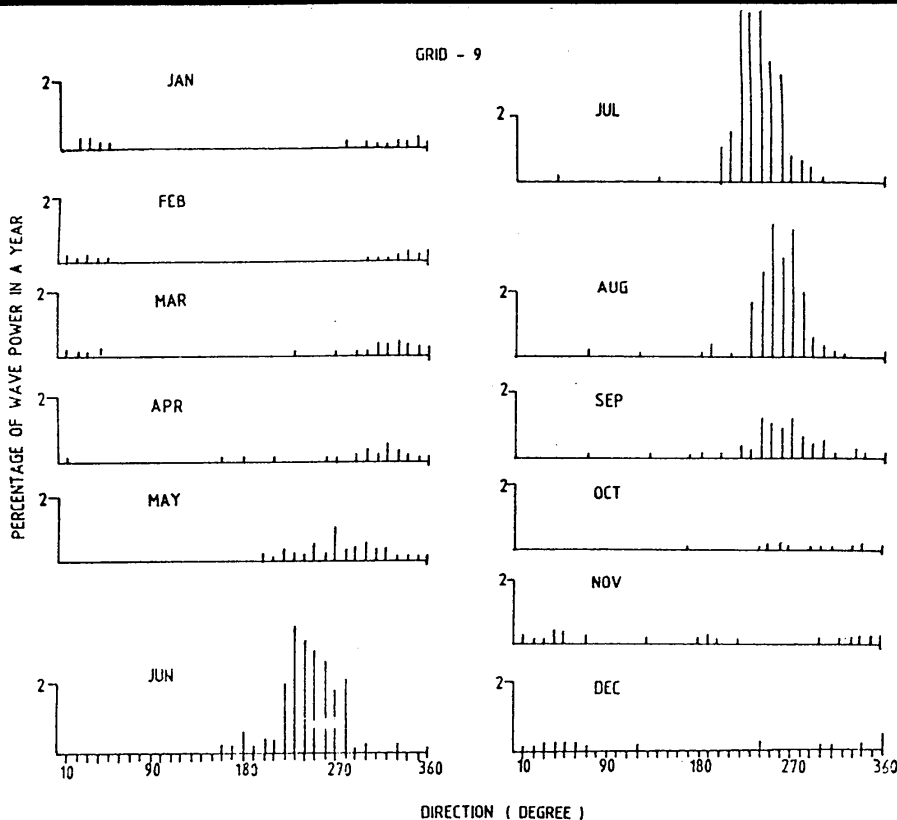 GRID - 9
PERCENTAGE OF WAVE POWER IN A YEAR
JAN
2
FEB
2
MAR
2
APR
2
MAY
2
JUN
2
10 90 180 270 360
JUL
2
AUG
2
SEP
2
OCT
2
NOV
2
DEC
2
10 90 180 270 360
DIRECTION ( DEGREE )